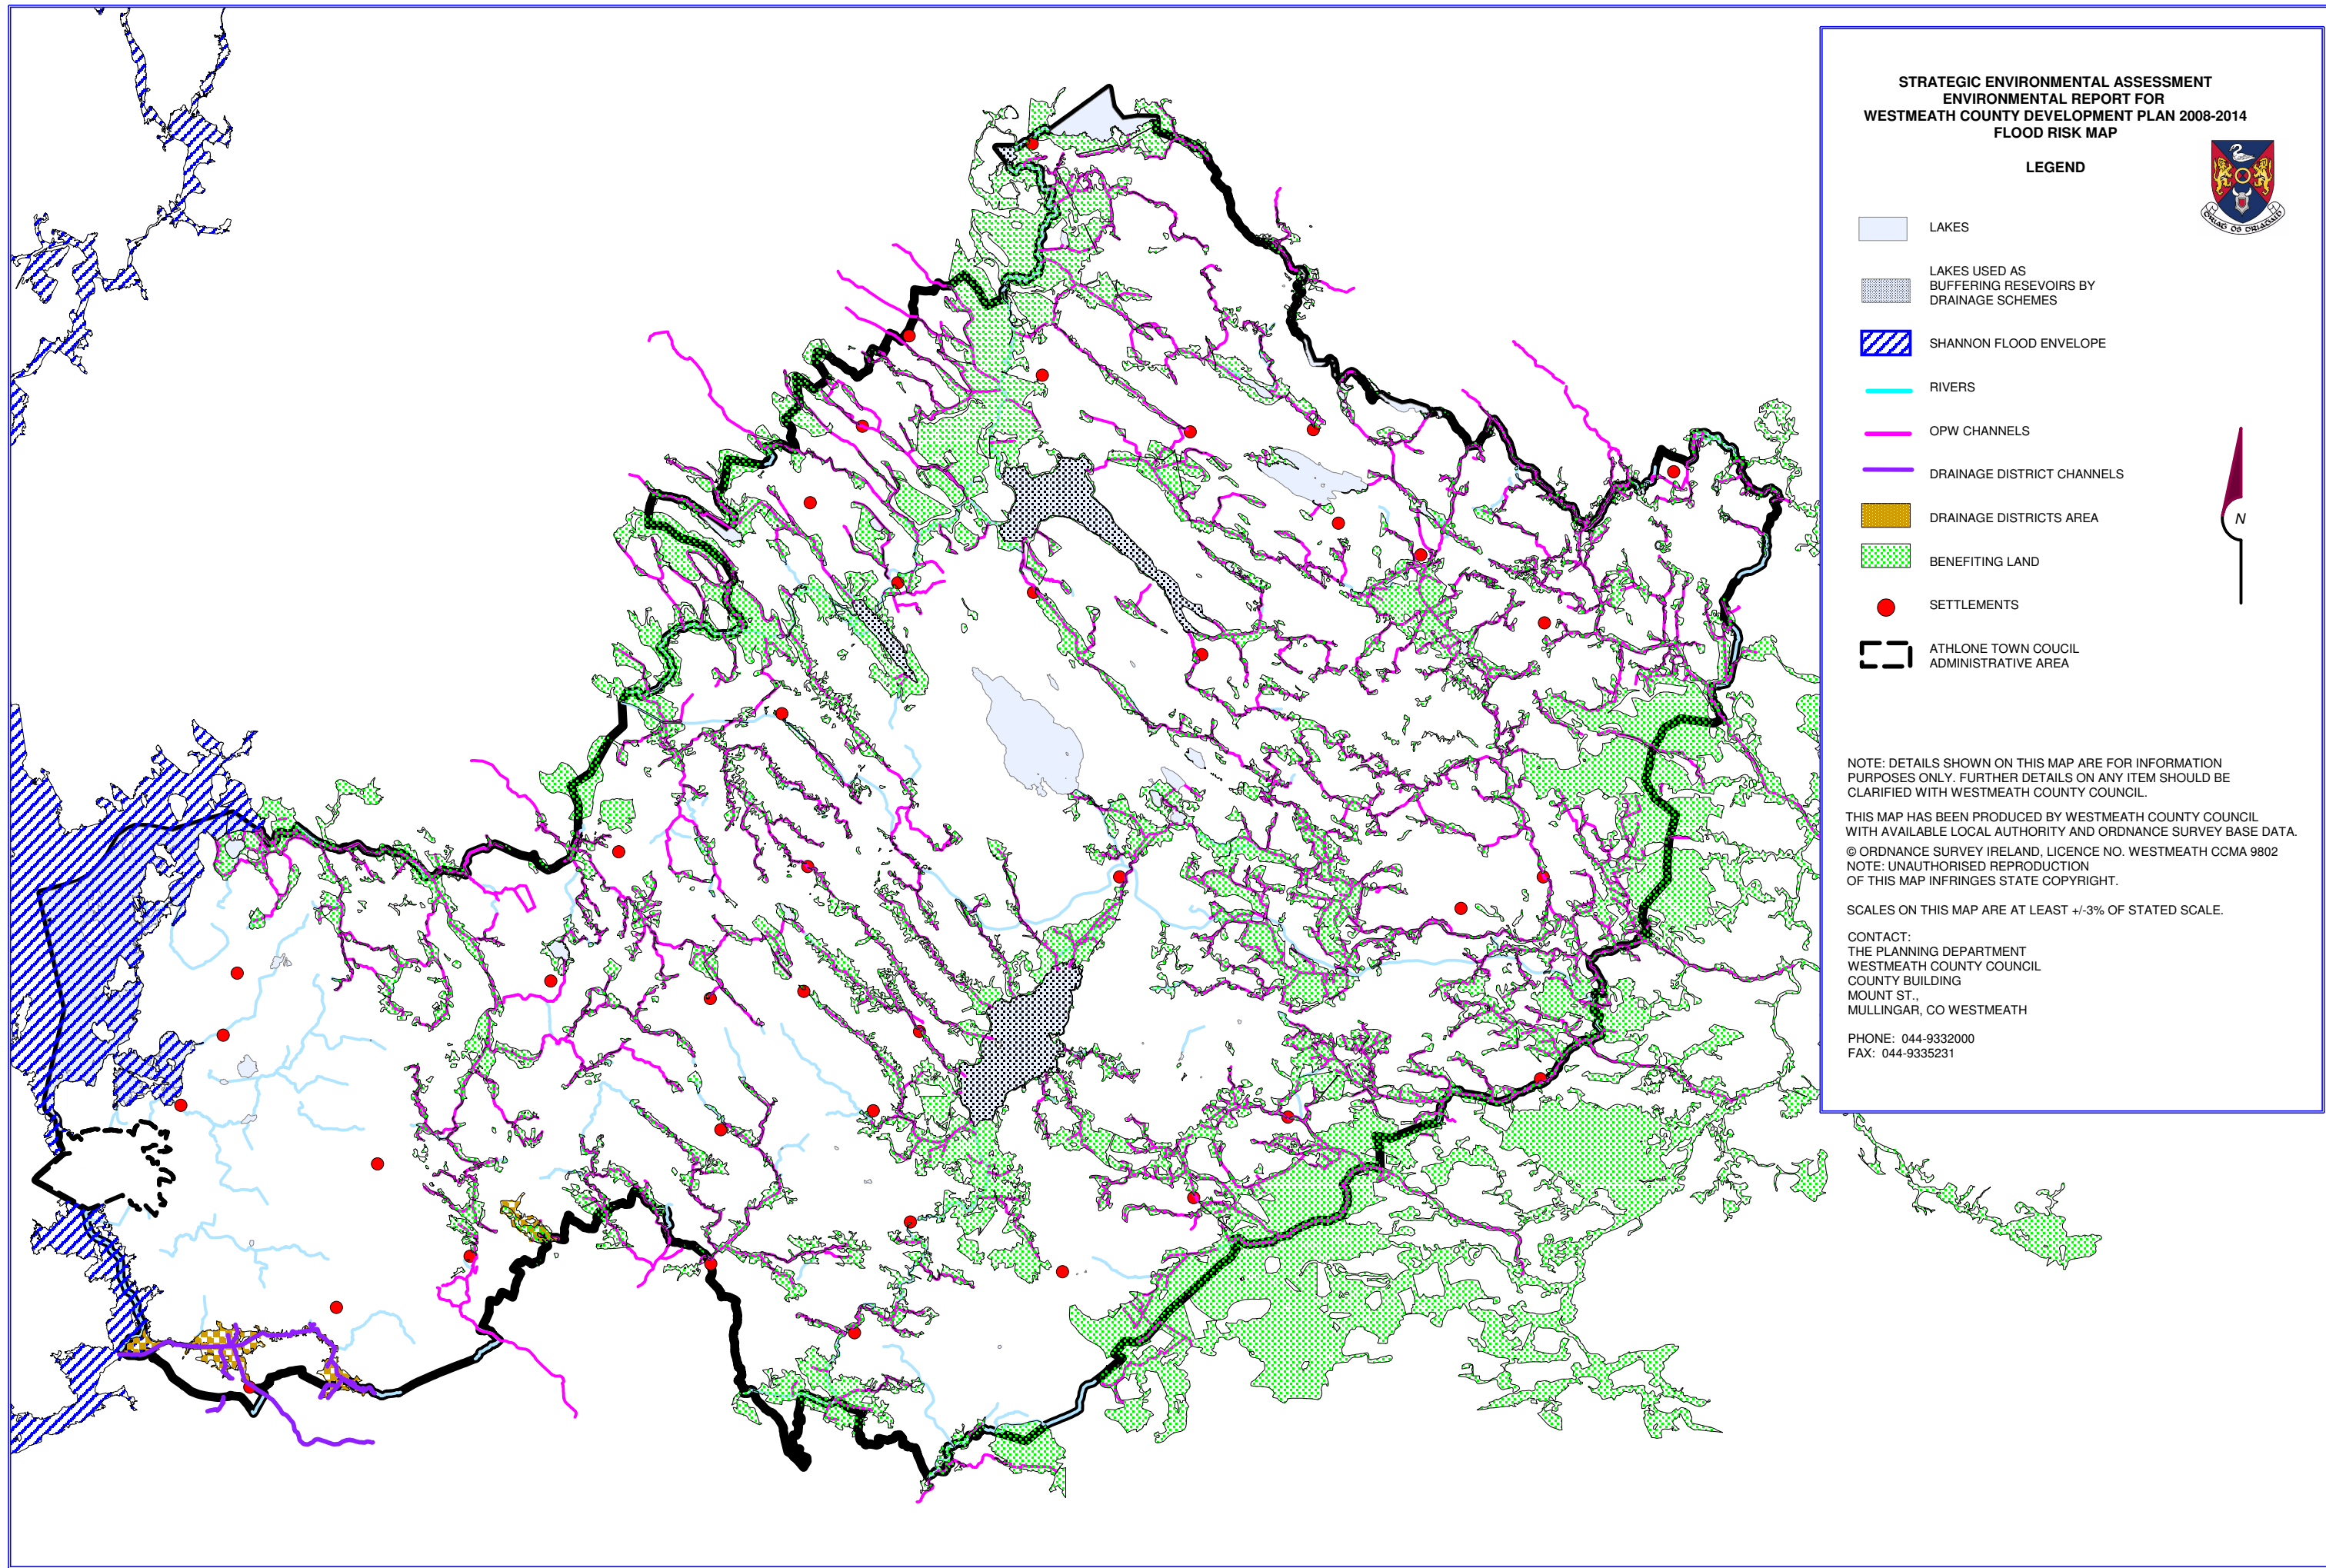 STRATEGIC ENVIRONMENTAL ASSESSMENT
ENVIRONMENTAL REPORT FOR
WESTMEATH COUNTY DEVELOPMENT PLAN 2008-2014
FLOOD RISK MAP
LEGEND
LAKES
LAKES USED AS
BUFFERING RESEVOIRS BY
DRAINAGE SCHEMES
SHANNON FLOOD ENVELOPE
RIVERS
OPW CHANNELS
DRAINAGE DISTRICT CHANNELS
DRAINAGE DISTRICTS AREA
N
BENEFITING LAND
SETTLEMENTS
ATHLONE TOWN COUCIL
ADMINISTRATIVE AREA
NOTE: DETAILS SHOWN ON THIS MAP ARE FOR INFORMATION
PURPOSES ONLY. FURTHER DETAILS ON ANY ITEM SHOULD BE
CLARIFIED WITH WESTMEATH COUNTY COUNCIL.
THIS MAP HAS BEEN PRODUCED BY WESTMEATH COUNTY COUNCIL
WITH AVAILABLE LOCAL AUTHORITY AND ORDNANCE SURVEY BASE DATA.
© ORDNANCE SURVEY IRELAND, LICENCE NO. WESTMEATH CCMA 9802
NOTE: UNAUTHORISED REPRODUCTION
OF THIS MAP INFRINGES STATE COPYRIGHT.
SCALES ON THIS MAP ARE AT LEAST +/-3% OF STATED SCALE.
CONTACT:
THE PLANNING DEPARTMENT
WESTMEATH COUNTY COUNCIL
COUNTY BUILDING
MOUNT ST.,
MULLINGAR, CO WESTMEATH
PHONE: 044-9332000
FAX: 044-9335231